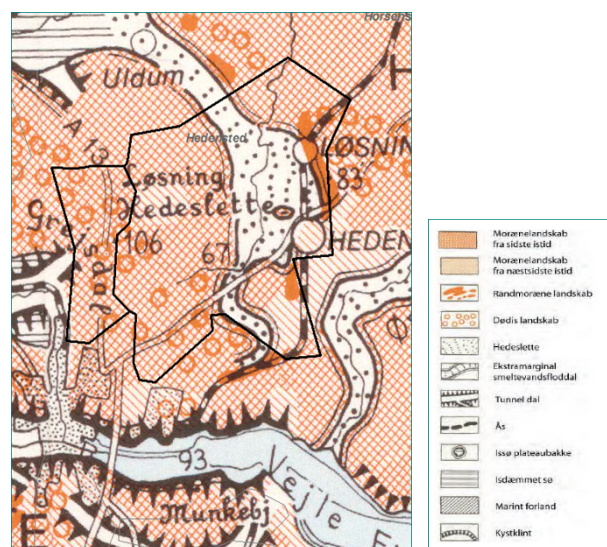 Horsens
Uldum
A 13
Hedensted
LØSNIN
Løsning
83
Hedeslette
Grejsdal
106
67
HEDEN
Ø
93
Vejle F
Munkebj
Morænelandskab
fra sidste istid
Morænelandskab
fra næstsidste istid
Randmoræne landskab
Dødis landskab
Hedeslette
Ekstramarginal
smeltevandsfloddal
Tunnel dal
Ås
Issø plateaubakke
Isdæmmet sø
Marint forland
Kystklint